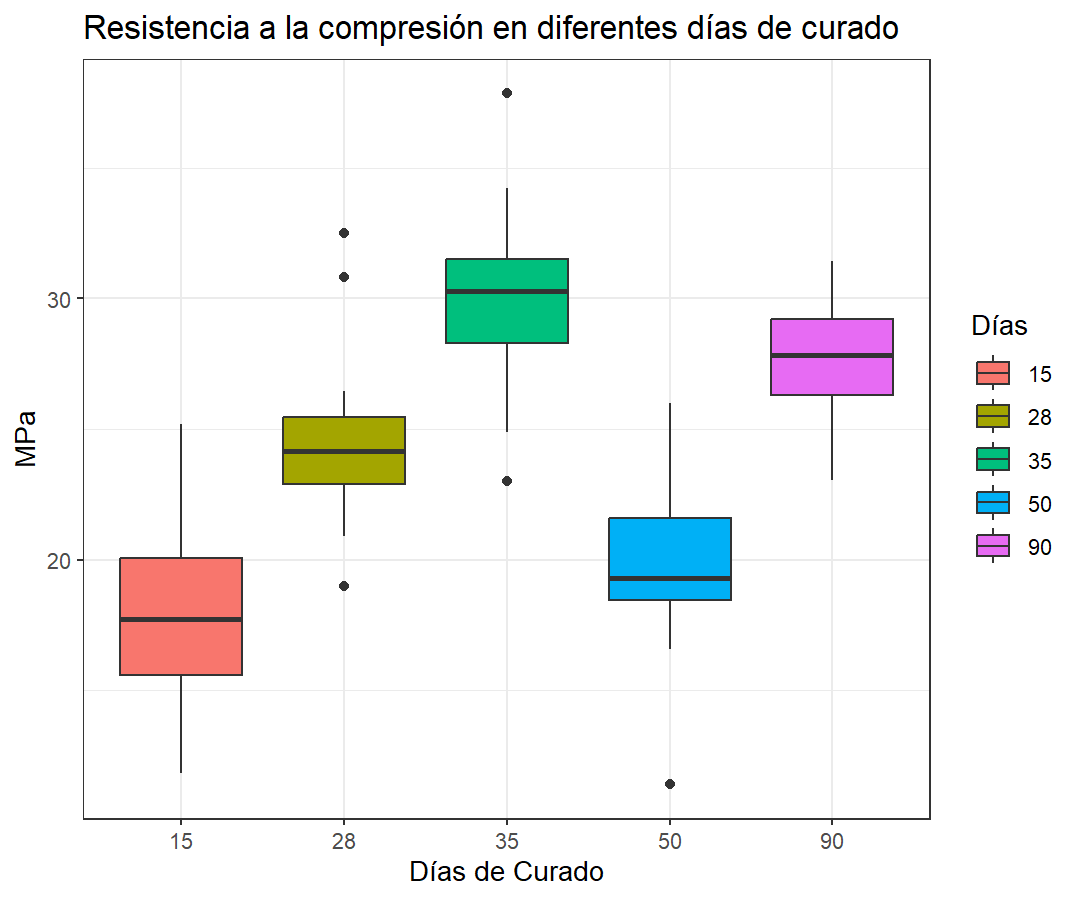 Resistencia a la compresión en diferentes días de curado
MPa
30
20
15 28 35 50 90
Días de Curado
Días
15
28
35
50
90